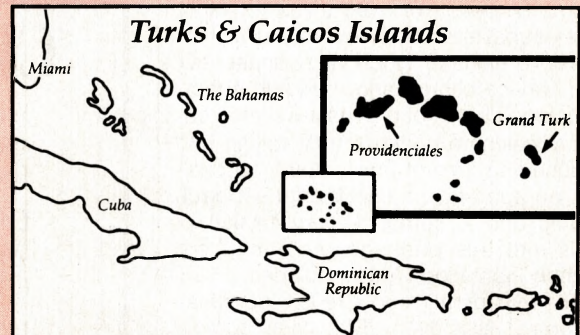 Turks & Caicos Islands
Miami
The Bahamas
Grand Turk
Providenciales
Cuba
Dominican
Republic